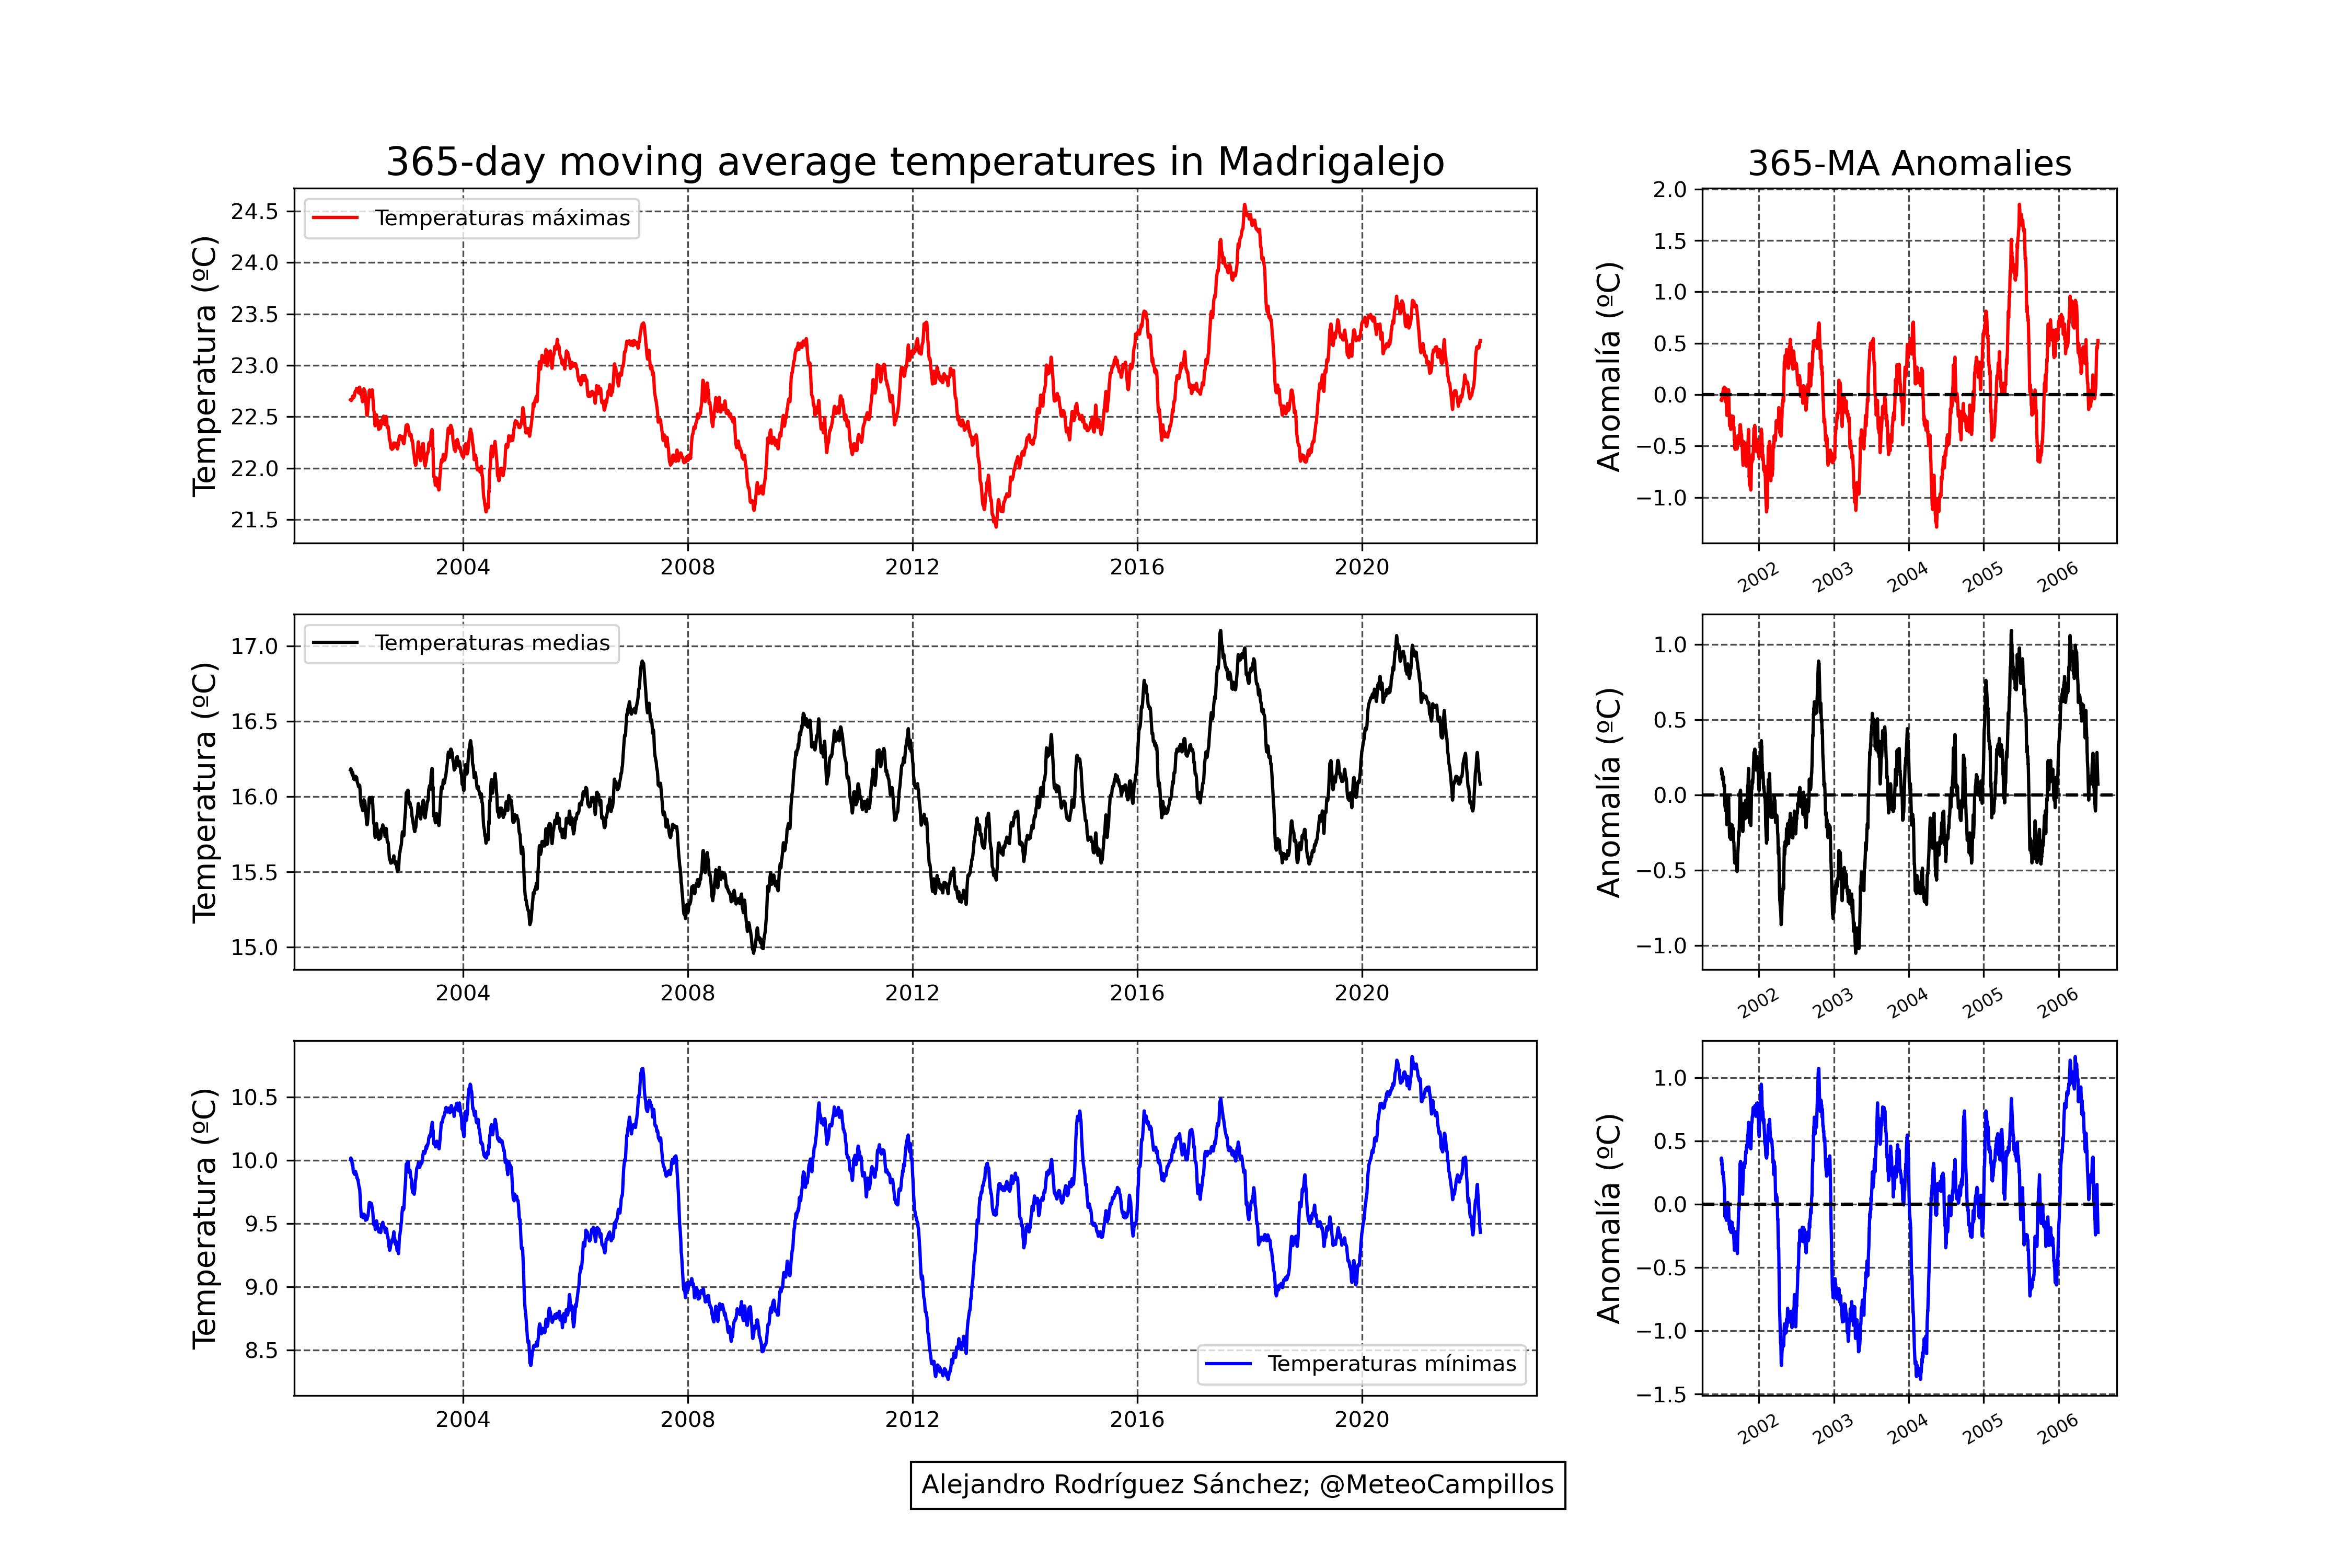 365-day moving average temperatures in Madrigalejo
365-MA Anomalies
Temperatura (ºC)
24.5
24.0
23.5
23.0
22.5
22.0
21.5
Temperaturas máximas
2004 2008 2012 2016 2020
Anomalía (ºC)
2.0
1.5
1.0
0.5
0.0
−0.5
−1.0
2002 2003 2004 2005 2006
Temperatura (ºC)
17.0
16.5
16.0
15.5
15.0
Temperaturas medias
2004 2008 2012 2016 2020
Anomalía (ºC)
1.0
0.5
0.0
−0.5
−1.0
2002 2003 2004 2005 2006
Temperatura (ºC)
10.5
10.0
9.5
9.0
8.5
Temperaturas mínimas
2004 2008 2012 2016 2020
Anomalía (ºC)
1.0
0.5
0.0
−0.5
−1.0
−1.5
2002 2003 2004 2005 2006
Alejandro Rodríguez Sánchez; @MeteoCampillos